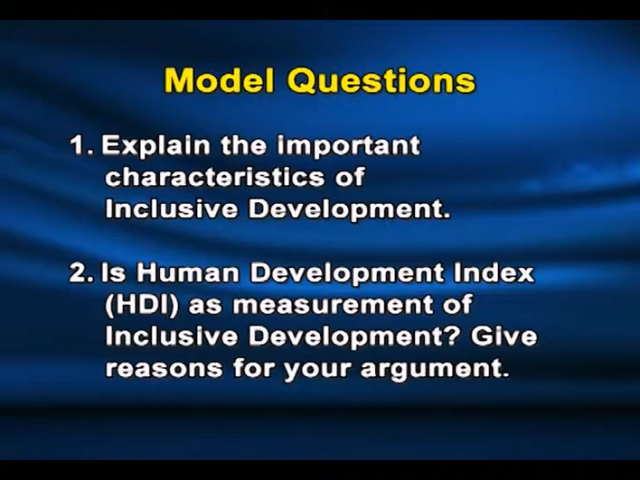 Model Questions
1. Explain the important
characteristics of
Inclusive Development.
2. Is Human Development Index
(HDI) as measurement of
Inclusive Development? Give
reasons for your argument.